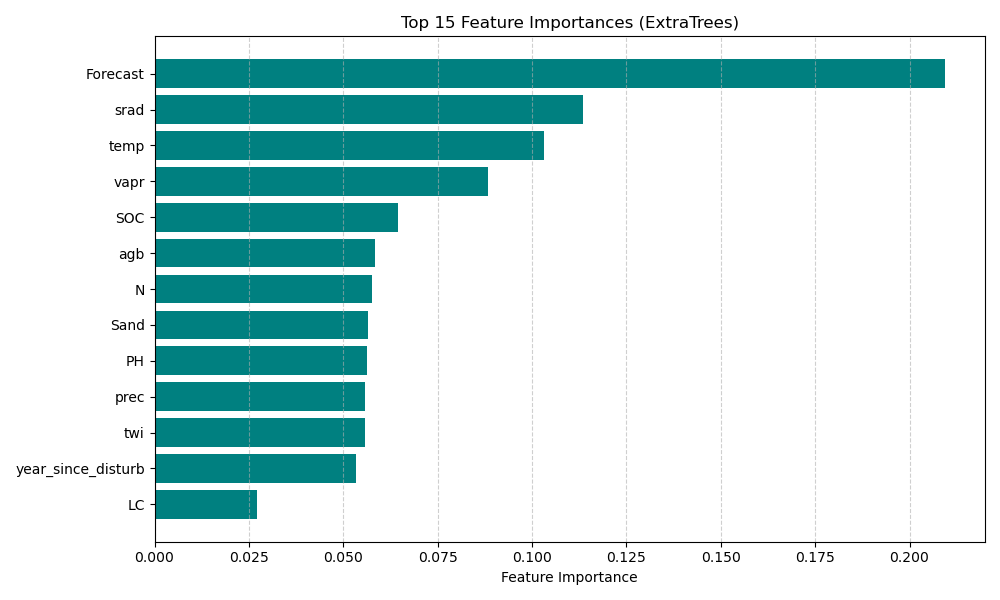 Top 15 Feature Importances (ExtraTrees)
Forecast
srad
temp
vapr
SOC
agb
N
Sand
PH
prec
twi
year_since_disturb
LC
0.000 0.025 0.050 0.075 0.100 0.125 0.150 0.175 0.200
Feature Importance